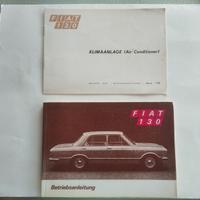 FIAT
130
KLIMAANLAGE (Air Conditioner)
FIAT
130
Betriebsanleitung